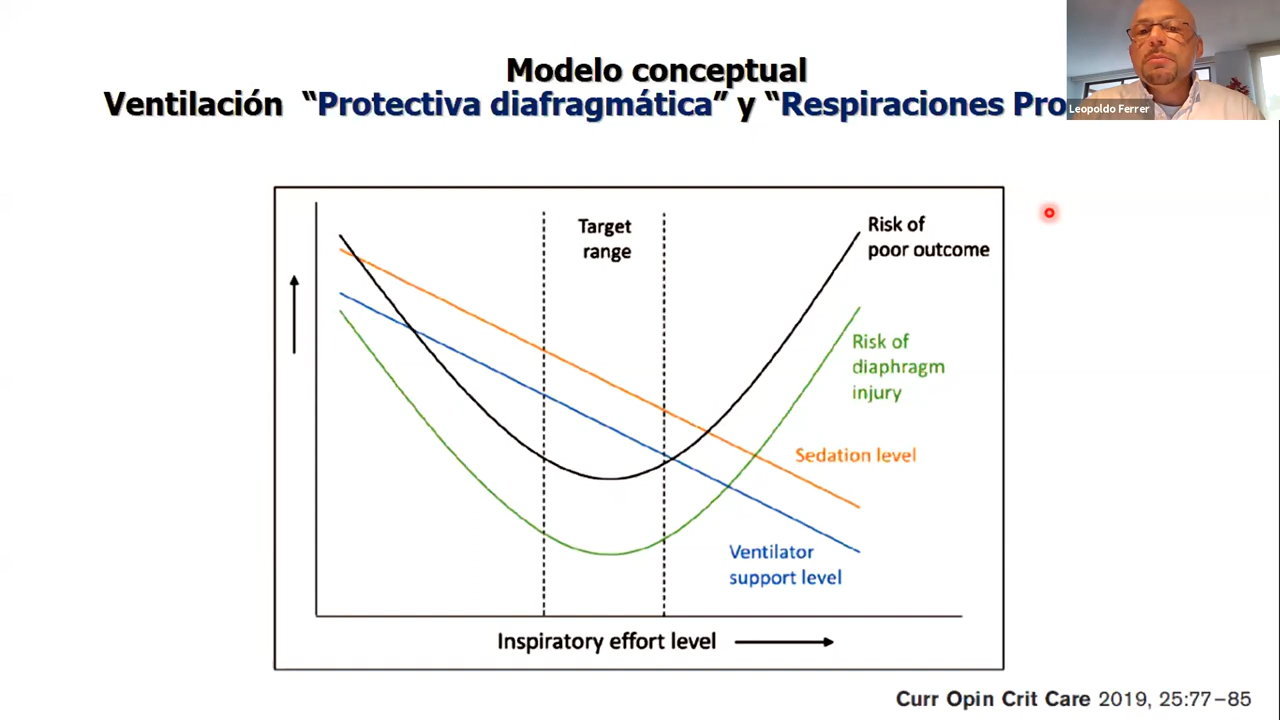 Modelo conceptual
Ventilación “Protectiva diafragmática” y “Respiraciones Pro
Leopoldo Ferrer
Target
range
Risk of
poor outcome
Risk of
diaphragm
injury
Sedation level
Ventilator
support level
Inspiratory effort level
Curr Opin Crit Care 2019, 25:77–85